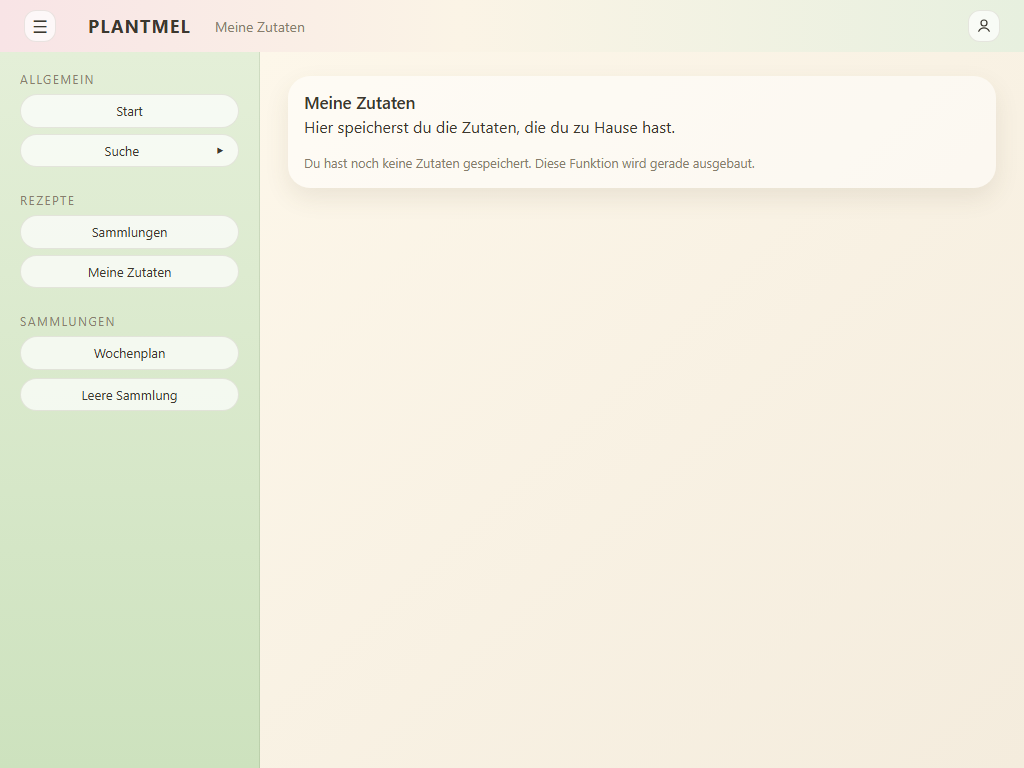 PLANTMEL
Meine Zutaten
ALLGEMEIN
Start
Suche
REZEPTE
Sammlungen
Meine Zutaten
SAMMLUNGEN
Wochenplan
Leere Sammlung
Meine Zutaten
Hier speicherst du die Zutaten, die du zu Hause hast.
Du hast noch keine Zutaten gespeichert. Diese Funktion wird gerade ausgebaut.